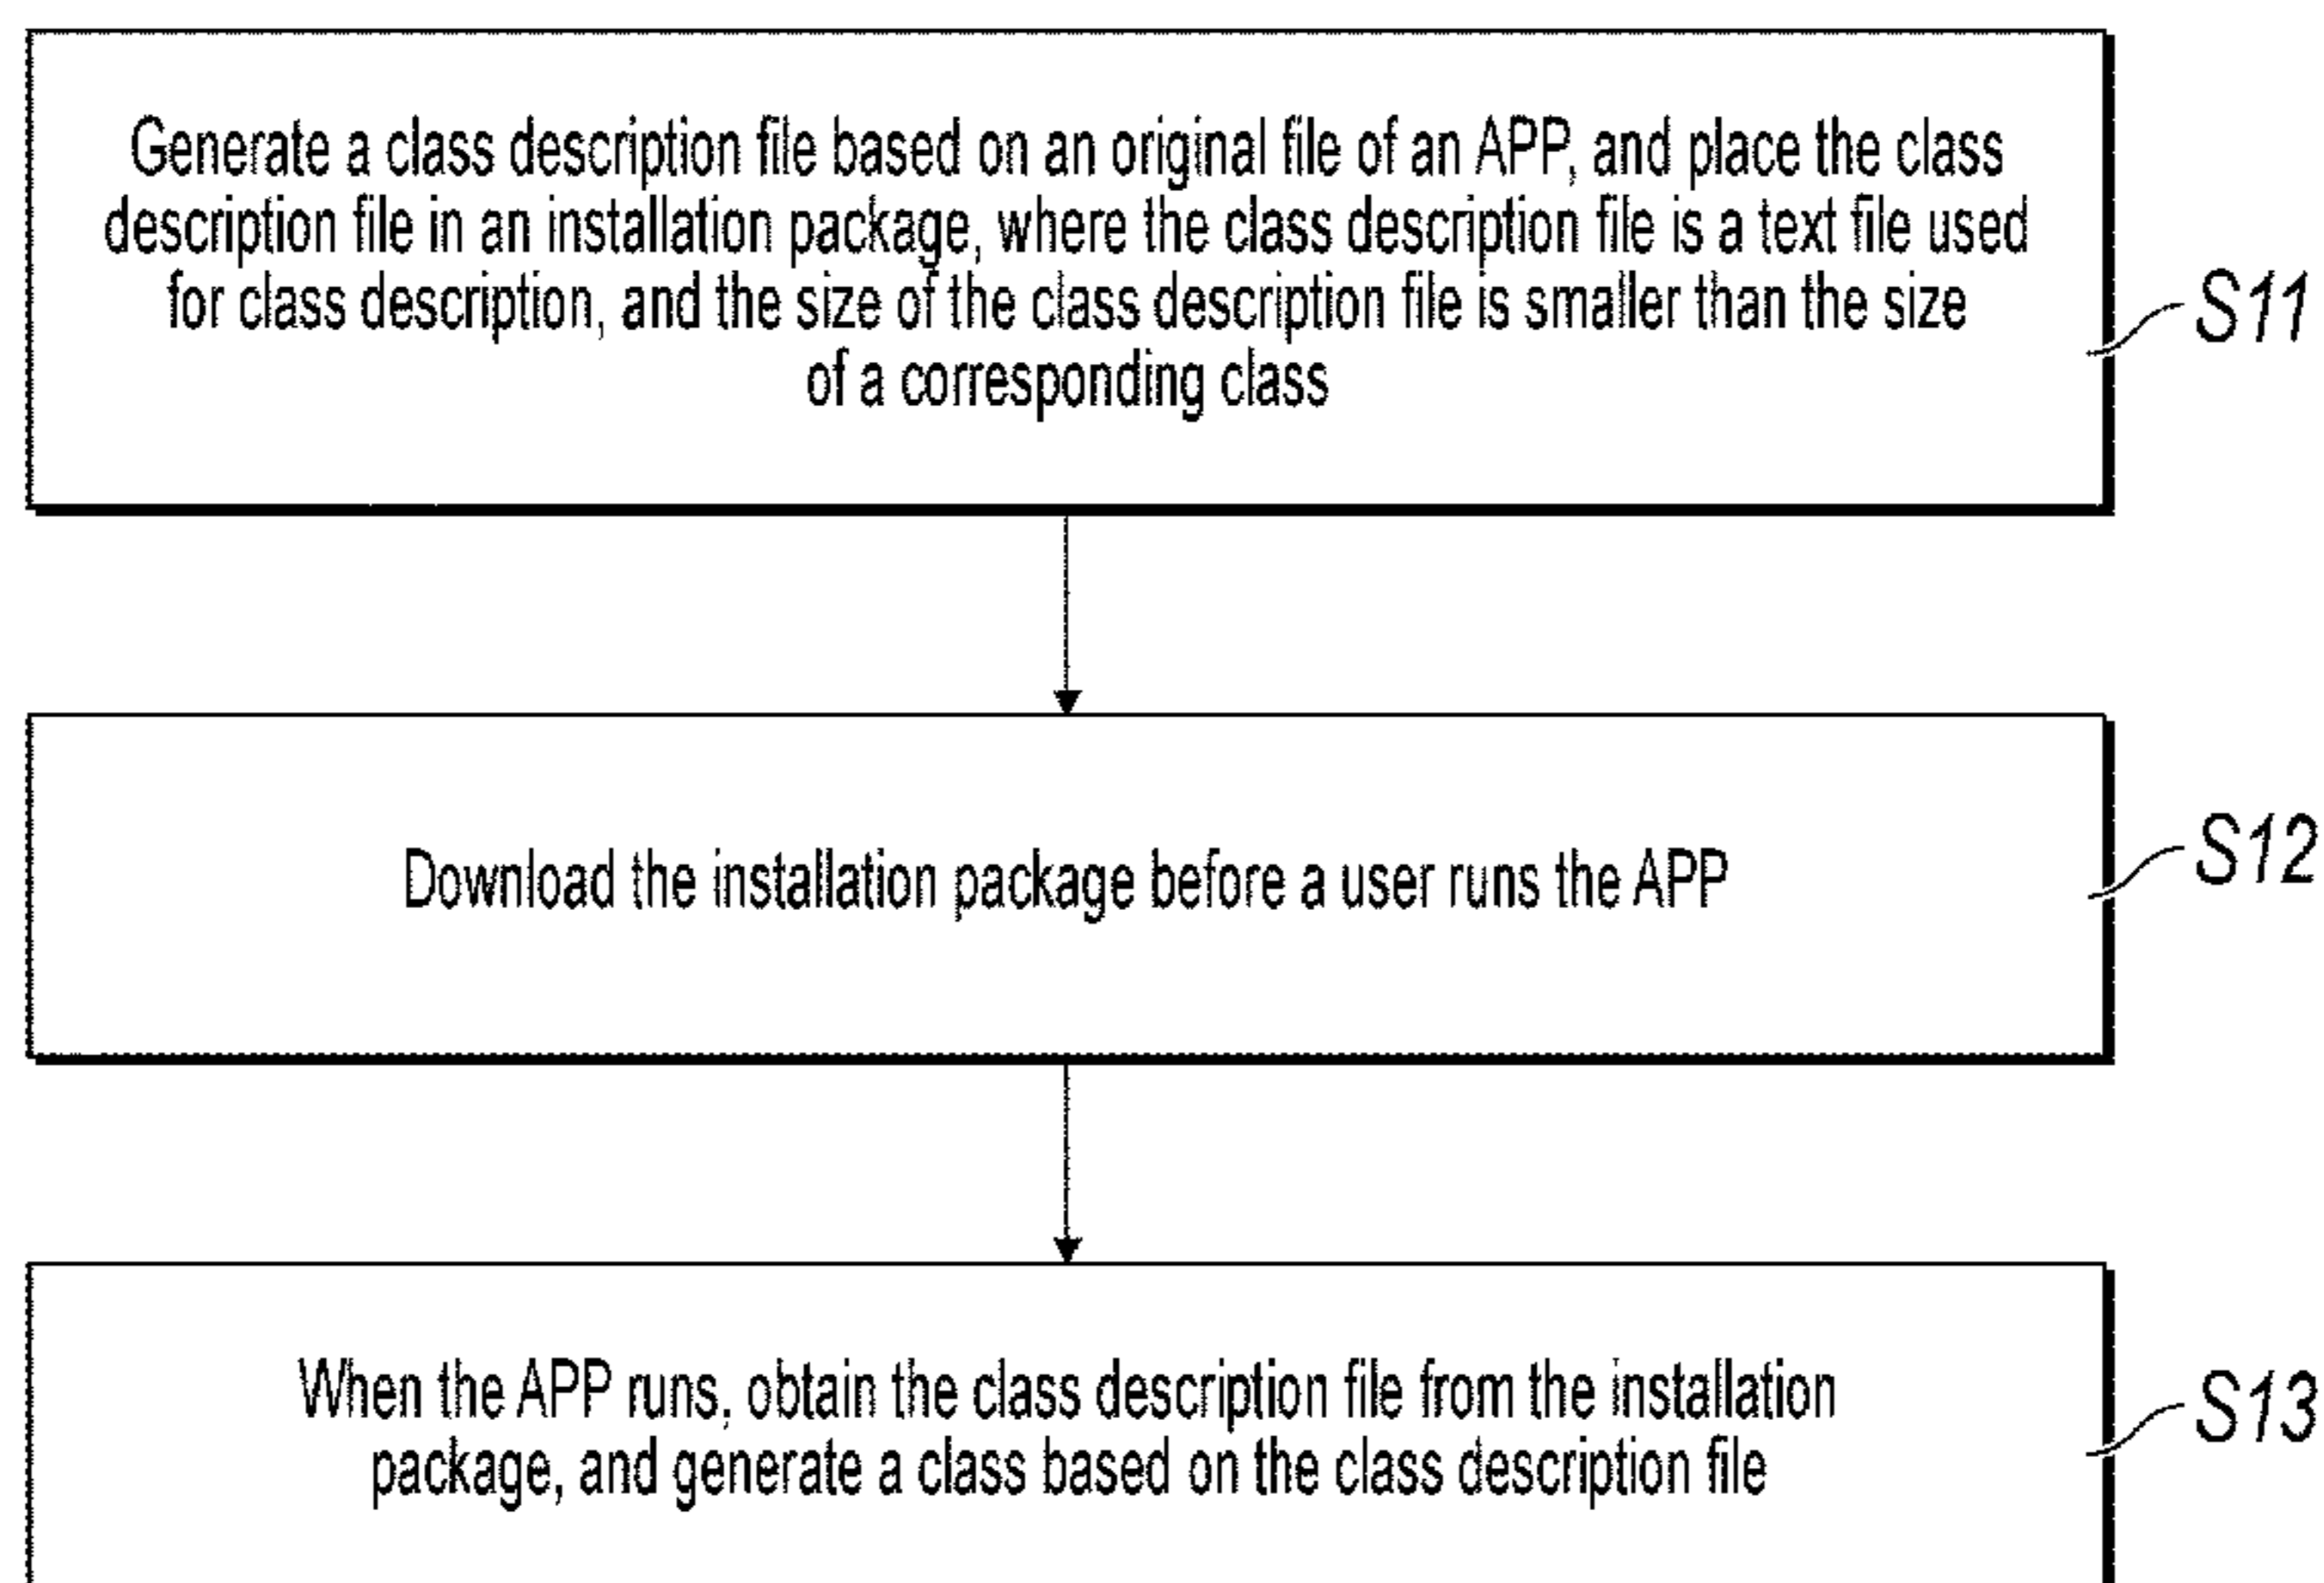 Generate a class description file based on an original file of an APP, and place the class
description file in an installation package, where the class description file is a text file used
for class description, and the size of the class description file is smaller than the size
of a corresponding class
S11
Download the installation package before a user runs the APP
S12
When the APP runs, obtain the class description file from the installation
package, and generate a class based on the class description file
S13